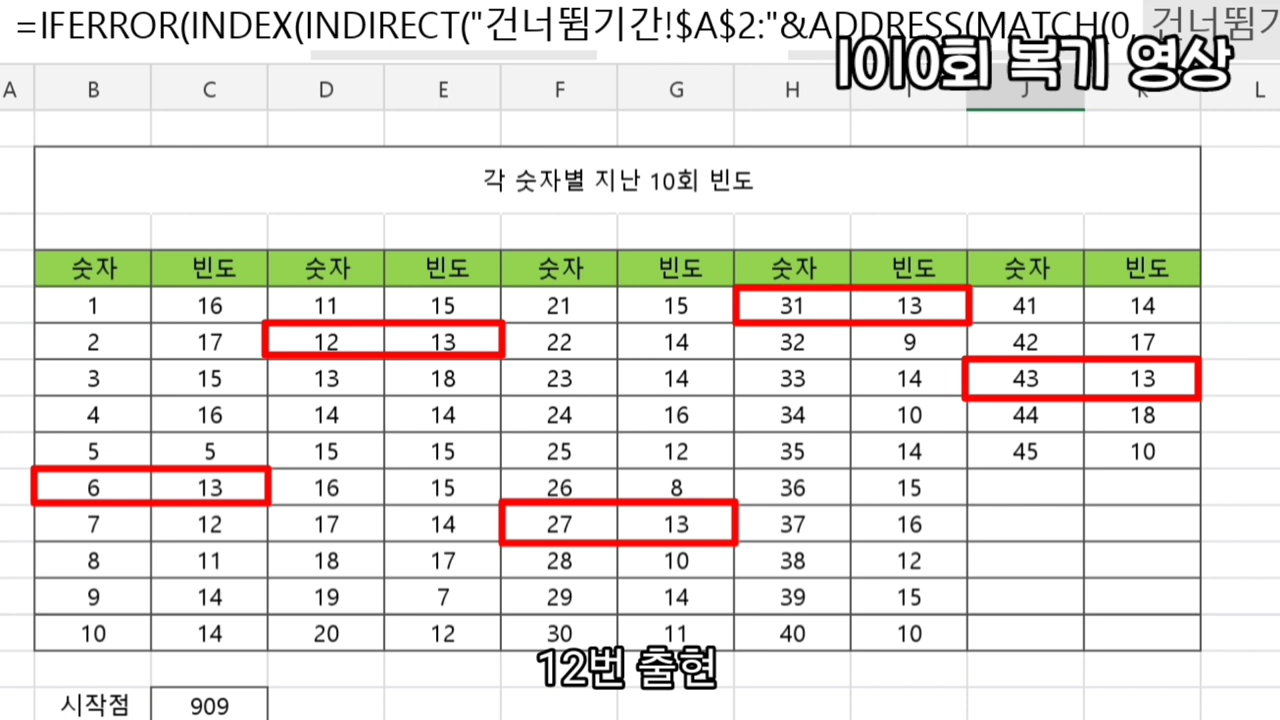 =IFERROR(INDEX(INDIRECT("건너뜀기간!$A$2:"&ADDRESS(MATCH(0, 건너뜀기
1010회 복기 영상
A B C D E F G H I J K L
각 숫자별 지난 10회 빈도
숫자 빈도 숫자 빈도 숫자 빈도 숫자 빈도 숫자 빈도
1 16 11 15 21 15 31 13 41 14
2 17 12 13 22 14 32 9 42 17
3 15 13 18 23 14 33 14 43 13
4 16 14 14 24 16 34 10 44 18
5 5 15 15 25 12 35 14 45 10
6 13 16 15 26 8 36 15
7 12 17 14 27 13 37 16
8 11 18 17 28 10 38 12
9 14 19 7 29 14 39 15
10 14 20 12 30 11 40 10
12번 출현
시작점 909